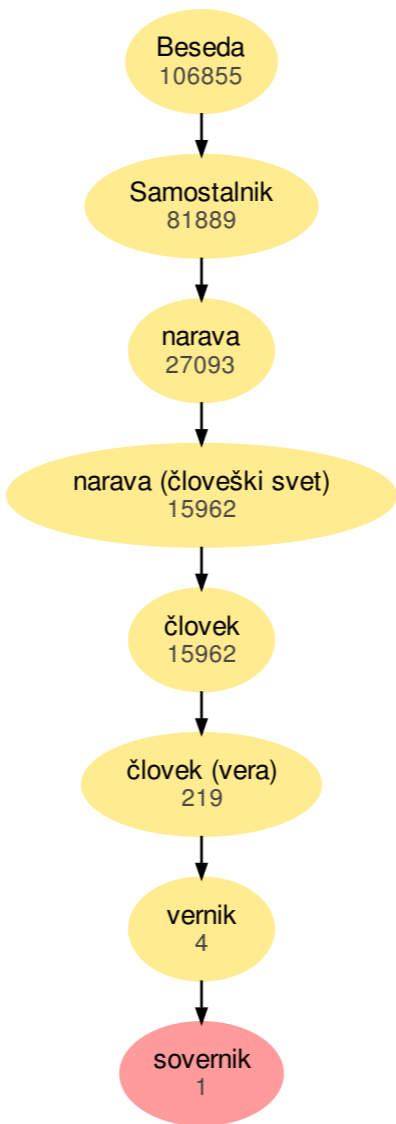 Beseda
106855
Samostalnik
81889
narava
27093
narava (človeški svet)
15962
človek
15962
človek (vera)
219
vernik
4
sovernik
1